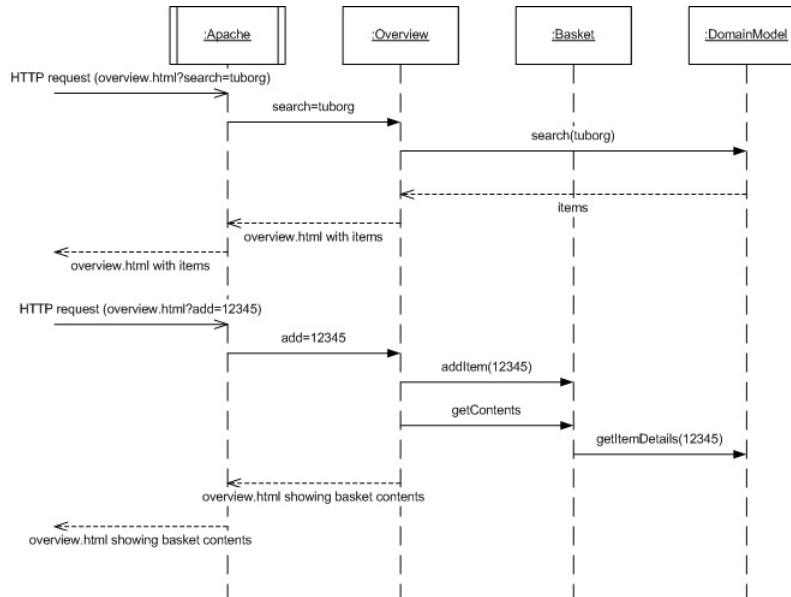 :Apache
:Overview
:Basket
:DomainModel
HTTP request (overview.html?search=tuborg)
search=tuborg
search(tuborg)
items
overview.html with items
overview.html with items
HTTP request (overview.html?add=12345)
add=12345
addItem(12345)
getContents
getItemDetails(12345)
overview.html showing basket contents
overview.html showing basket contents